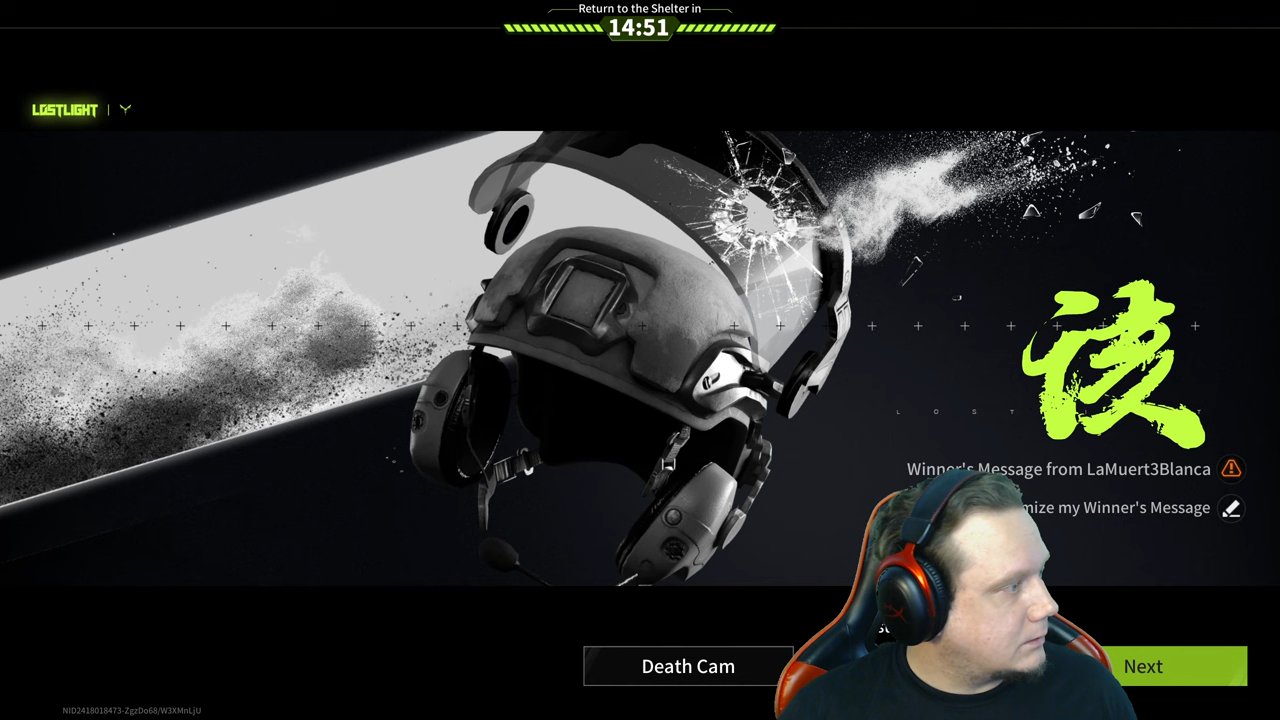 Return to the Shelter in
14:51
LOSTLIGHT
该
L O S T
Winner's Message from LaMuert3Blanca
mize my Winner's Message
Death Cam
Next
NID2418018473-ZgzDo68/W3XMnLjU